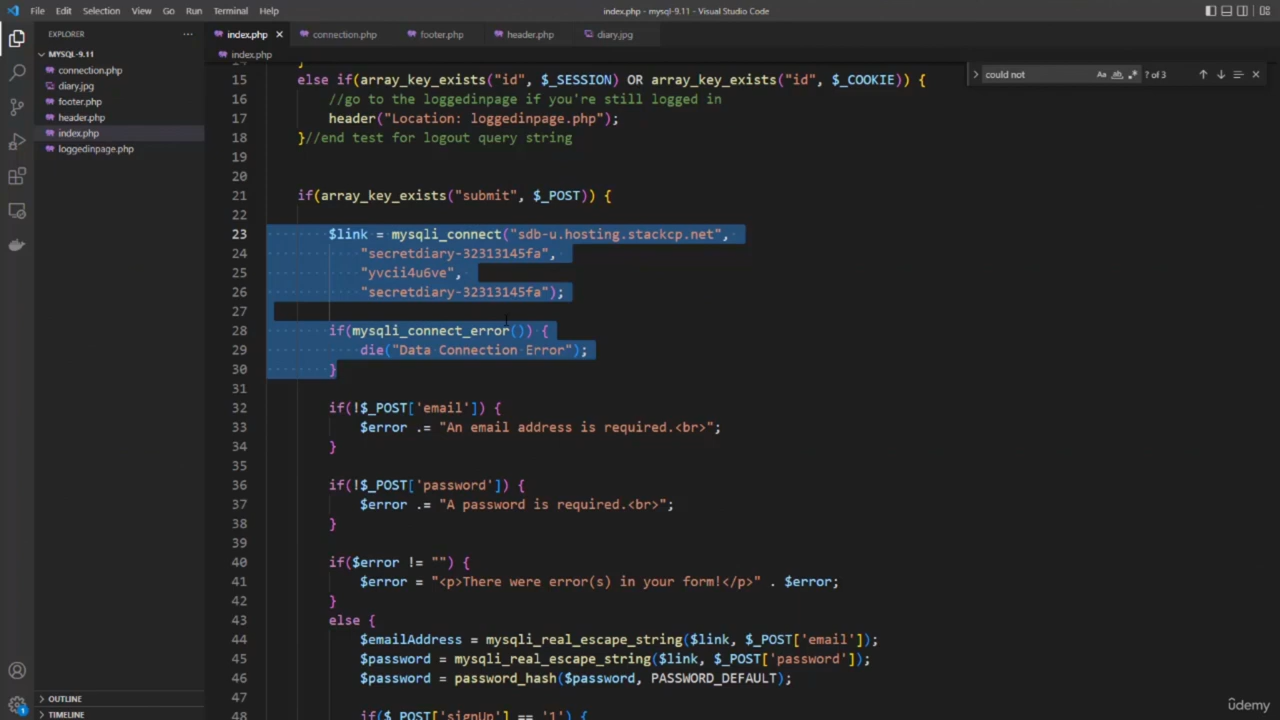 File Edit Selection View Go Run Terminal Help
index.php - mysql-9.11 - Visual Studio Code
EXPLORER
MYSQL-9.11
connection.php
diary.jpg
footer.php
header.php
index.php
loggedinpage.php
OUTLINE
TIMELINE
1
index.php connection.php footer.php header.php diary.jpg
index.php
could not
Aa ab
? of 3
15 else if(array_key_exists("id", $_SESSION) OR array_key_exists("id", $_COOKIE)) {
16 //go to the loggedinpage if you're still logged in
17 header("Location: loggedinpage.php");
18 }//end test for logout query string
19
20
21 if(array_key_exists("submit", $_POST)) {
22
23 $link = mysqli_connect("sdb-u.hosting.stackcp.net",
24 "secretdiary-32313145fa",
25 "yvcii4u6ve",
26 "secretdiary-32313145fa");
27
28 if(mysqli_connect_error()) {
29 die("Data Connection Error");
30 }
31
32 if(!$_POST['email']) {
33 $error .= "An email address is required.<br>";
34 }
35
36 if(!$_POST['password']) {
37 $error .= "A password is required.<br>";
38 }
39
40 if($error != "") {
41 $error = "<p>There were error(s) in your form!</p>" . $error;
42 }
43 else {
44 $emailAddress = mysqli_real_escape_string($link, $_POST['email']);
45 $password = mysqli_real_escape_string($link, $_POST['password']);
46 $password = password_hash($password, PASSWORD_DEFAULT);
47
48 if($_POST['signUp'] == '1') {
udemy